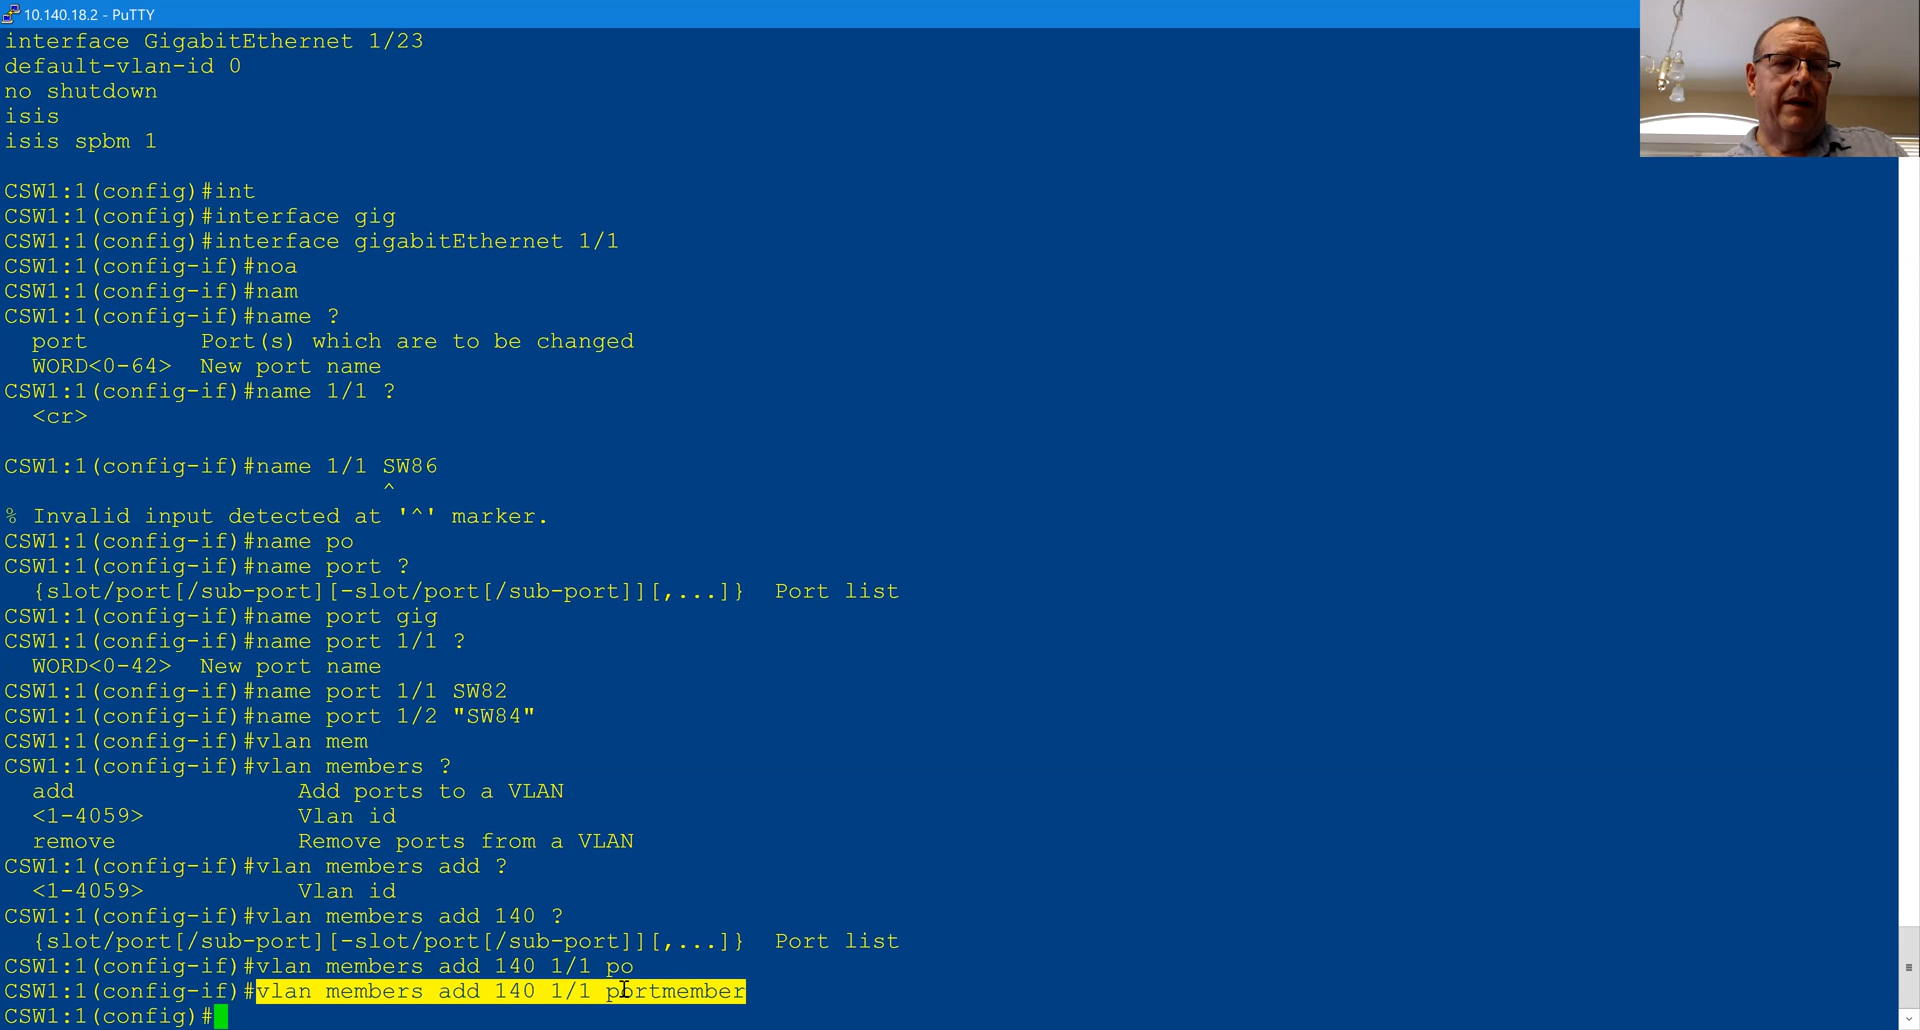 10.140.18.2 - PuTTY
interface GigabitEthernet 1/23
default-vlan-id 0
no shutdown
isis
isis spbm 1
CSW1:1(config)#int
CSW1:1(config)#interface gig
CSW1:1(config)#interface gigabitEthernet 1/1
CSW1:1(config-if)#noa
CSW1:1(config-if)#nam
CSW1:1(config-if)#name ?
port Port(s) which are to be changed
WORD<0-64> New port name
CSW1:1(config-if)#name 1/1 ?
<cr>
CSW1:1(config-if)#name 1/1 SW86
^
% Invalid input detected at '^' marker.
CSW1:1(config-if)#name po
CSW1:1(config-if)#name port ?
{slot/port[/sub-port][-slot/port[/sub-port]][,...]} Port list
CSW1:1(config-if)#name port gig
CSW1:1(config-if)#name port 1/1 ?
WORD<0-42> New port name
CSW1:1(config-if)#name port 1/1 SW82
CSW1:1(config-if)#name port 1/2 "SW84"
CSW1:1(config-if)#vlan mem
CSW1:1(config-if)#vlan members ?
add Add ports to a VLAN
<1-4059> Vlan id
remove Remove ports from a VLAN
CSW1:1(config-if)#vlan members add ?
<1-4059> Vlan id
CSW1:1(config-if)#vlan members add 140 ?
{slot/port[/sub-port][-slot/port[/sub-port]][,...]} Port list
CSW1:1(config-if)#vlan members add 140 1/1 po
CSW1:1(config-if)#vlan members add 140 1/1 portmember
CSW1:1(config)#